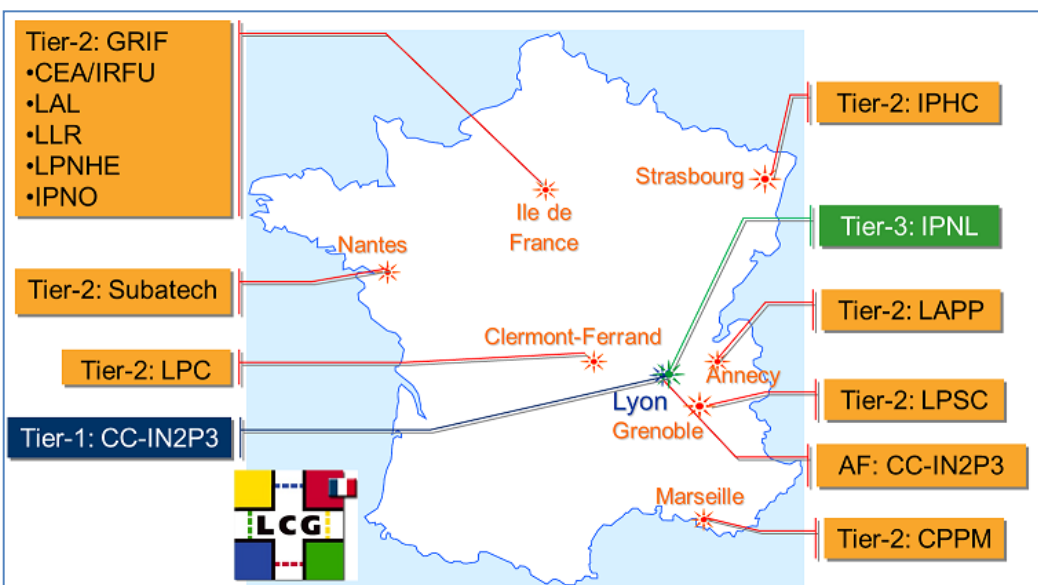 Tier-2: GRIF
•CEA/IRFU
•LAL
•LLR
•LPNHE
•IPNO
Tier-2: Subatech
Tier-2: LPC
Tier-1: CC-IN2P3
Ile de
France
Nantes
Strasbourg
Clermont-Ferrand
Annecy
Lyon
Grenoble
Marseille
LCG
Tier-2: IPHC
Tier-3: IPNL
Tier-2: LAPP
Tier-2: LPSC
AF: CC-IN2P3
Tier-2: CPPM